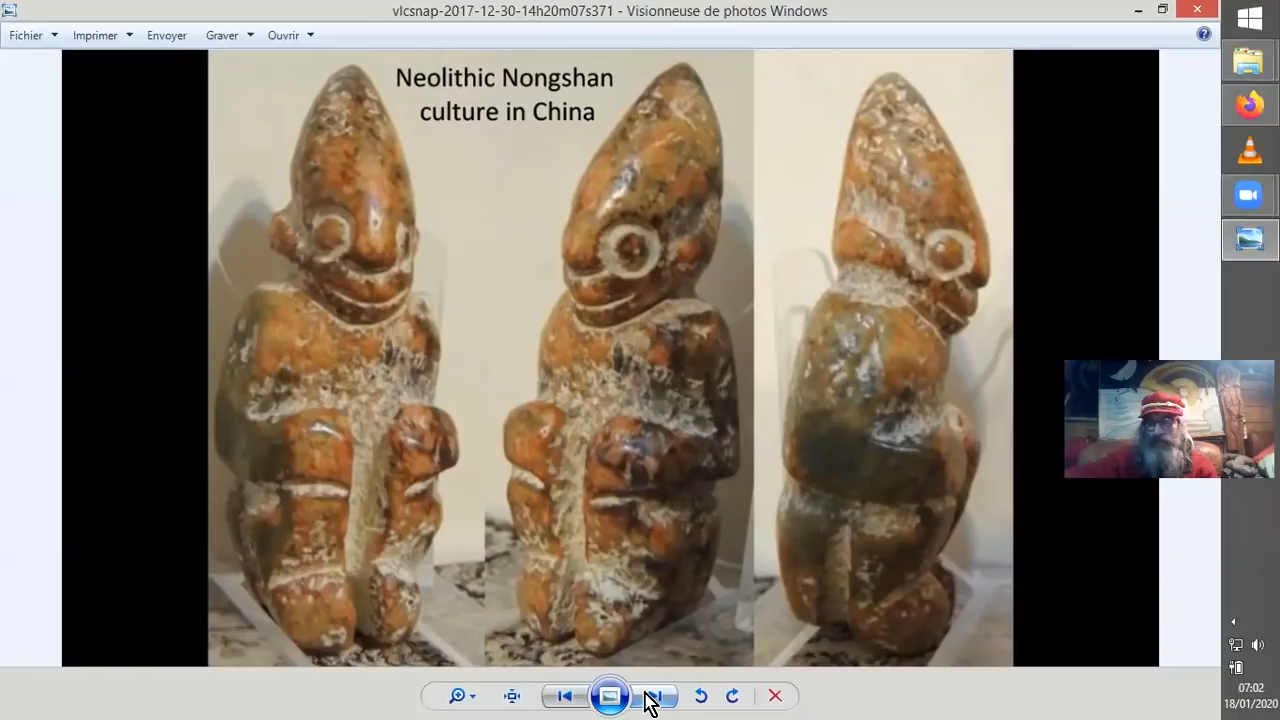 vlcsnap-2017-12-30-14h20m07s371 - Visionneuse de photos Windows
Fichier Imprimer Envoyer Graver Ouvrir
Neolithic Nongshan
culture in China
07:02
18/01/2020